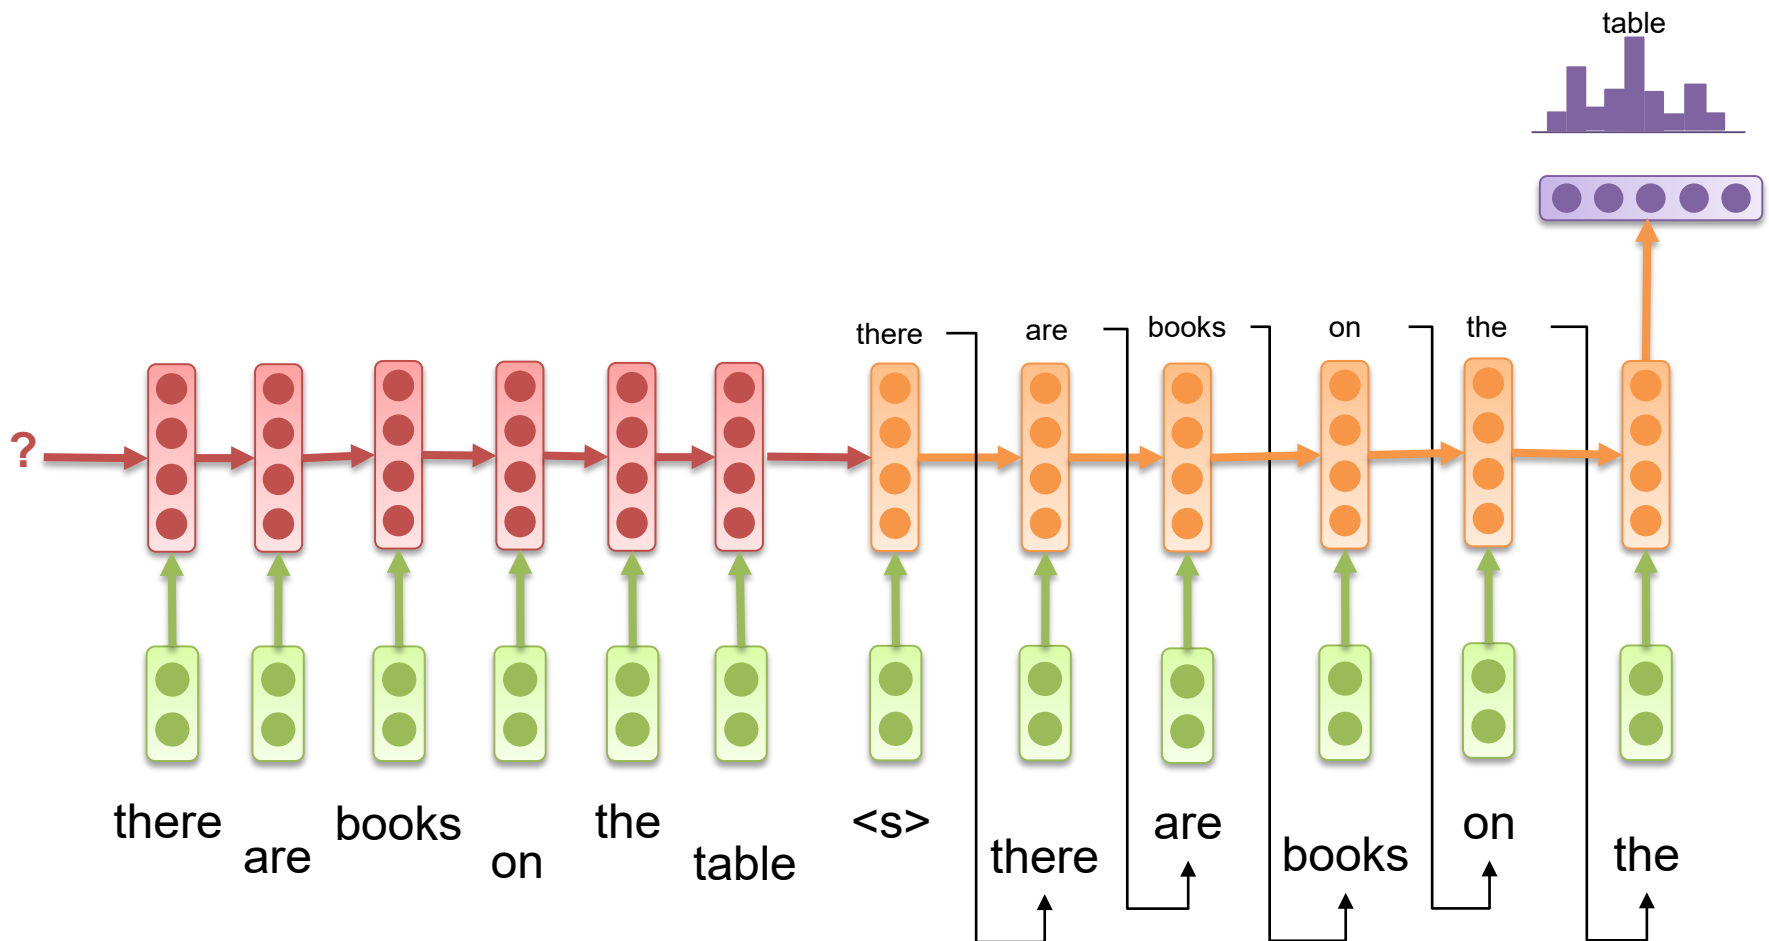 table
there are books on the
?
there are books on the table <s> there are books on the